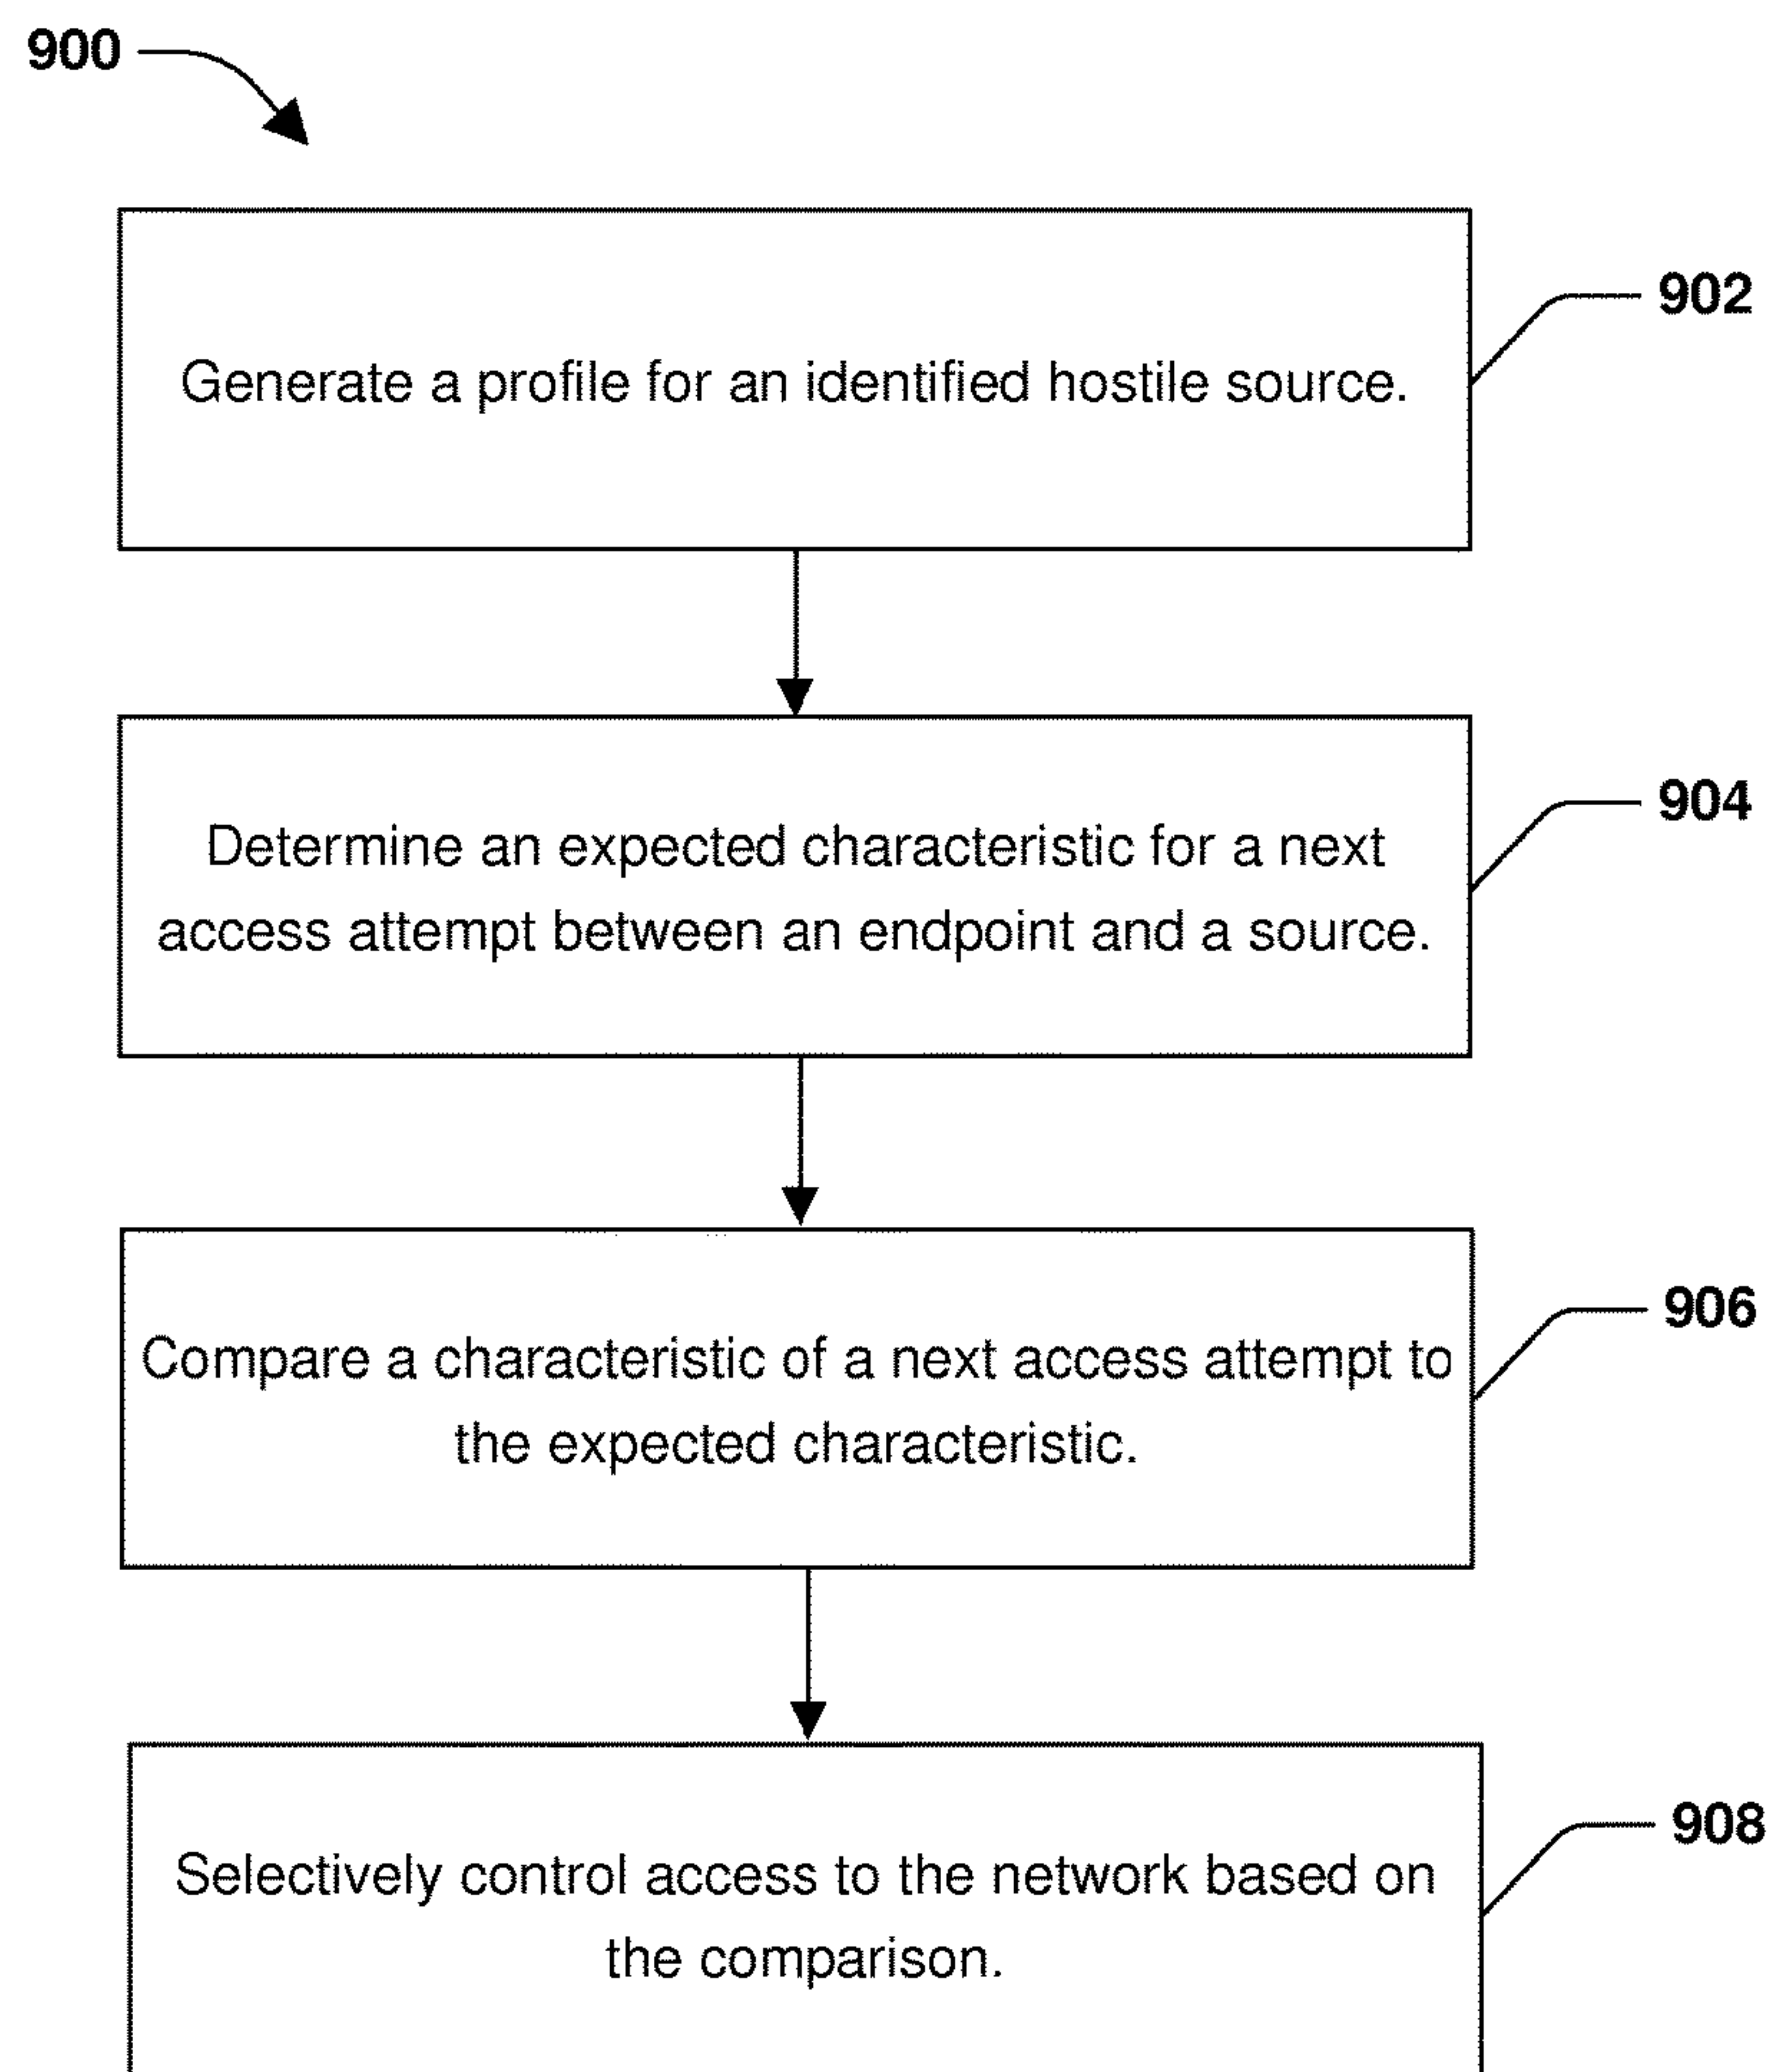 900
902
Generate a profile for an identified hostile source.
904
Determine an expected characteristic for a next
access attempt between an endpoint and a source.
906
Compare a characteristic of a next access attempt to
the expected characteristic.
908
Selectively control access to the network based on
the comparison.